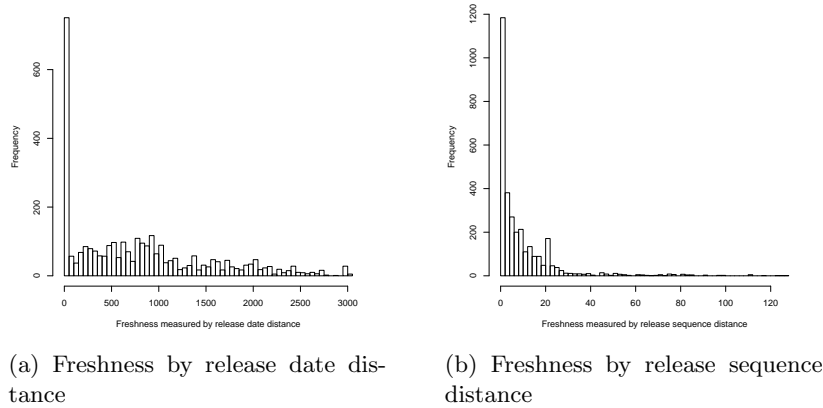 Frequency
0 200 400 600
0 500 1000 1500 2000 2500 3000
Freshness measured by release date distance
(a) Freshness by release date dis-
tance
Frequency
0 200 400 600 800 1000 1200
0 20 40 60 80 100 120
Freshness measured by release sequence distance
(b) Freshness by release sequence
distance